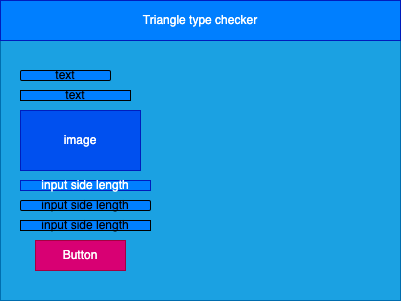 Triangle type checker
text
text
image
input side length
input side length
input side length
Button